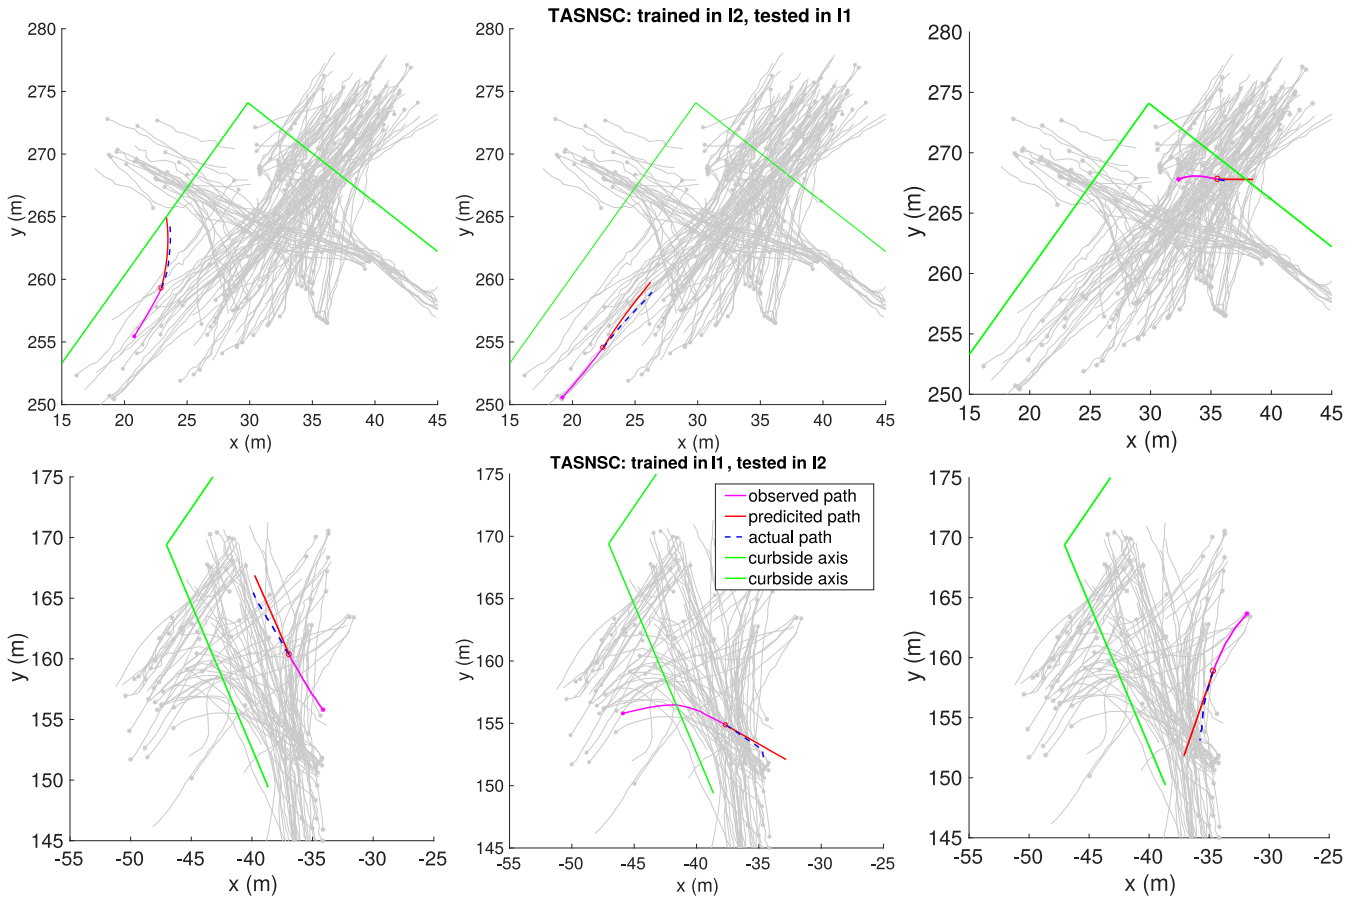 TASNSC: trained in I2, tested in I1
280
275
270
265
260
255
250
y (m)
15 20 25 30 35 40 45
x (m)
280
275
270
265
260
255
250
y (m)
15 20 25 30 35 40 45
x (m)
280
275
270
265
260
255
250
y (m)
15 20 25 30 35 40 45
x (m)
TASNSC: trained in I1, tested in I2
175
170
165
160
155
150
145
y (m)
-55 -50 -45 -40 -35 -30 -25
x (m)
175
170
165
160
155
150
145
y (m)
-55 -50 -45 -40 -35 -30 -25
x (m)
observed path
predicited path
actual path
curbside axis
curbside axis
175
170
165
160
155
150
145
y (m)
-55 -50 -45 -40 -35 -30 -25
x (m)